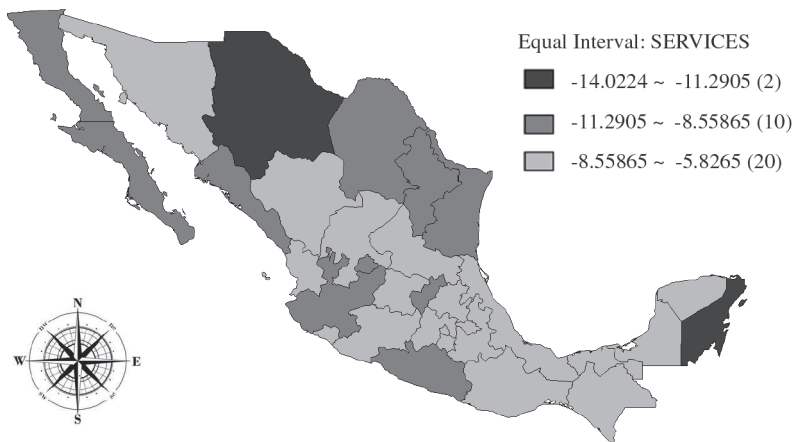 Equal Interval: SERVICES
-14.0224 ~ -11.2905 (2)
-11.2905 ~ -8.55865 (10)
-8.55865 ~ -5.8265 (20)
N
W
E
S